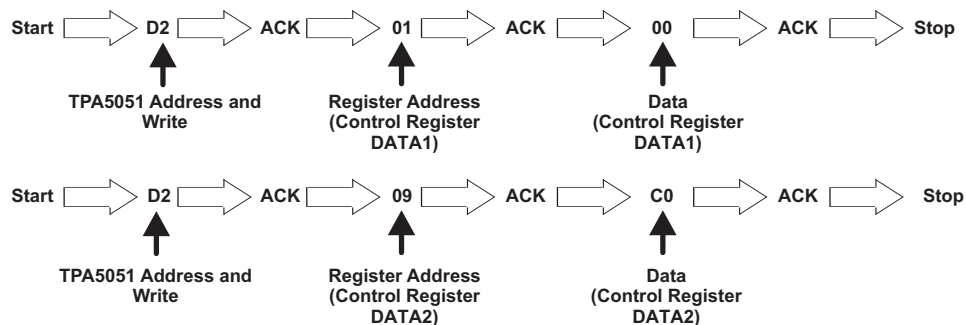 Start D2 ACK 01 ACK 00 ACK Stop
TPA5051 Address and
Write
Register Address
(Control Register
DATA1)
Data
(Control Register
DATA1)
Start D2 ACK 09 ACK C0 ACK Stop
TPA5051 Address and
Write
Register Address
(Control Register
DATA2)
Data
(Control Register
DATA2)